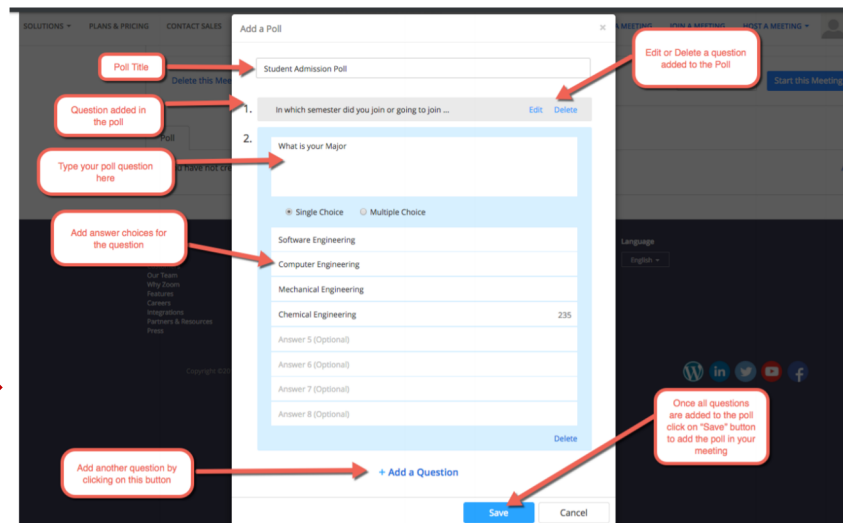 SOLUTIONS PLANS & PRICING CONTACT SALES
A MEETING JOIN A MEETING HOST A MEETING
Add a Poll
×
Poll Title
Student Admission Poll
Edit or Delete a question
added to the Poll
Delete this Mee
Start this Meeting
Question added in
the poll
1. In which semester did you join or going to join ... Edit Delete
Poll
2.
What is your Major
Type your poll question
here
have not cre
Single Choice Multiple Choice
Add answer choices for
the question
Software Engineering
Computer Engineering
Mechanical Engineering
Chemical Engineering 235
Answer 5 (Optional)
Answer 6 (Optional)
Answer 7 (Optional)
Answer 8 (Optional)
Delete
Language
English
Our Team
Why Zoom
Features
Careers
Integrations
Partners & Resources
Press
Copyright ©20
in
Once all questions
are added to the poll
click on "Save" button
to add the poll in your
meeting
Add another question by
clicking on this button
+ Add a Question
Save Cancel